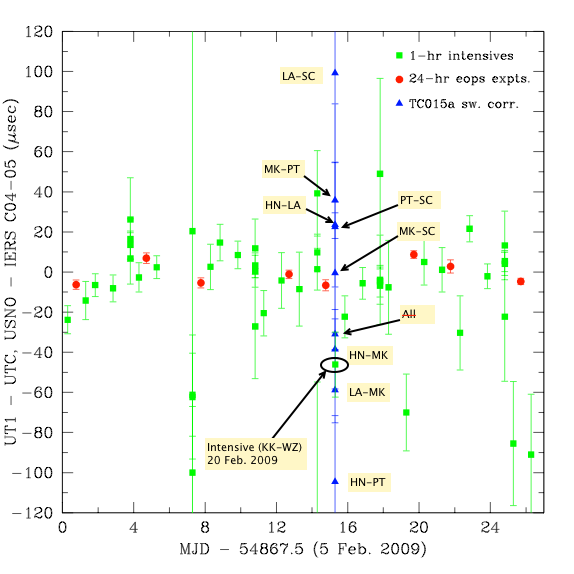 120
100
80
60
40
20
0
−20
−40
−60
−80
−100
−120
UT1 − UTC, USNO − IERS C04−05 (μsec)
1−hr intensives
24−hr eops expts.
TC015a sw. corr.
LA-SC
MK-PT
HN-LA
PT-SC
MK-SC
All
HN-MK
LA-MK
Intensive (KK-WZ)
20 Feb. 2009
HN-PT
0 4 8 12 16 20 24
MJD − 54867.5 (5 Feb. 2009)